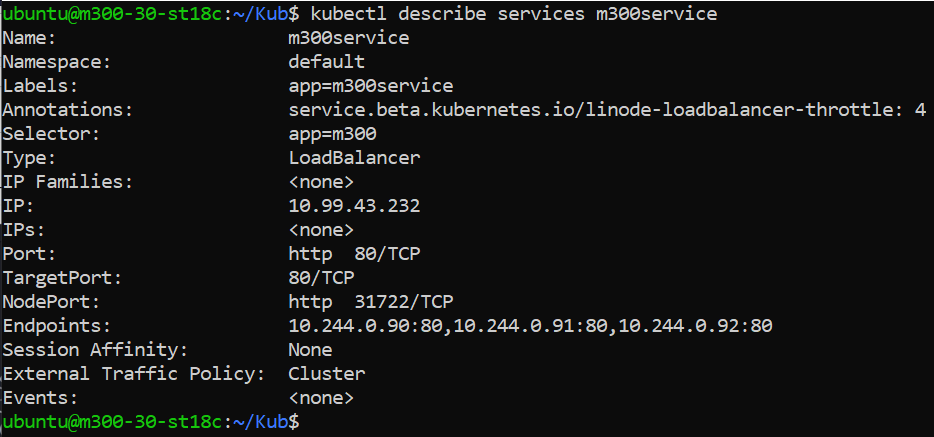 ubuntu@m300-30-st18c:~/Kub$ kubectl describe services m300service
Name:                     m300service
Namespace:                default
Labels:                   app=m300service
Annotations:              service.beta.kubernetes.io/linode-loadbalancer-throttle: 4
Selector:                 app=m300
Type:                     LoadBalancer
IP Families:              <none>
IP:                       10.99.43.232
IPs:                      <none>
Port:                     http  80/TCP
TargetPort:               80/TCP
NodePort:                 http  31722/TCP
Endpoints:                10.244.0.90:80,10.244.0.91:80,10.244.0.92:80
Session Affinity:         None
External Traffic Policy:  Cluster
Events:                   <none>
ubuntu@m300-30-st18c:~/Kub$